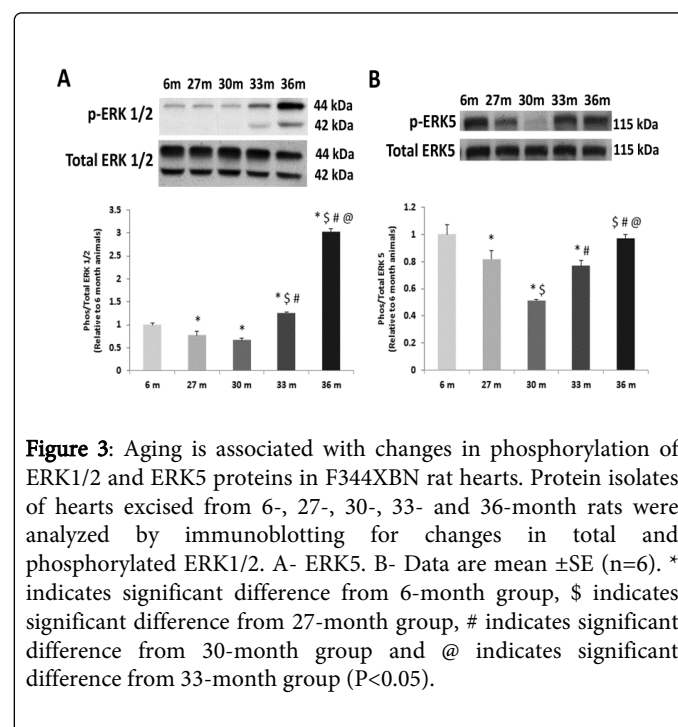 A
6m 27m 30m 33m 36m
p-ERK 1/2
44 kDa
42 kDa
Total ERK 1/2
44 kDa
42 kDa
Phos/Total ERK 1/2
(Relative to 6 month animals)
3.5
3
2.5
2
1.5
1
0.5
0
*
*
* $ #
* $ # @
6 m 27 m 30 m 33 m 36 m
B
6m 27m 30m 33m 36m
p-ERK5
115 kDa
Total ERK5
115 kDa
Phos/Total ERK 5
(Relative to 6 month animals)
1.2
1
0.8
0.6
0.4
0.2
0
*
* $
* #
$ # @
6 m 27 m 30 m 33 m 36 m
Figure 3: Aging is associated with changes in phosphorylation of
ERK1/2 and ERK5 proteins in F344XBN rat hearts. Protein isolates
of hearts excised from 6-, 27-, 30-, 33- and 36-month rats were
analyzed by immunoblotting for changes in total and
phosphorylated ERK1/2. A- ERK5. B- Data are mean ±SE (n=6). *
indicates significant difference from 6-month group, $ indicates
significant difference from 27-month group, # indicates significant
difference from 30-month group and @ indicates significant
difference from 33-month group (P<0.05).